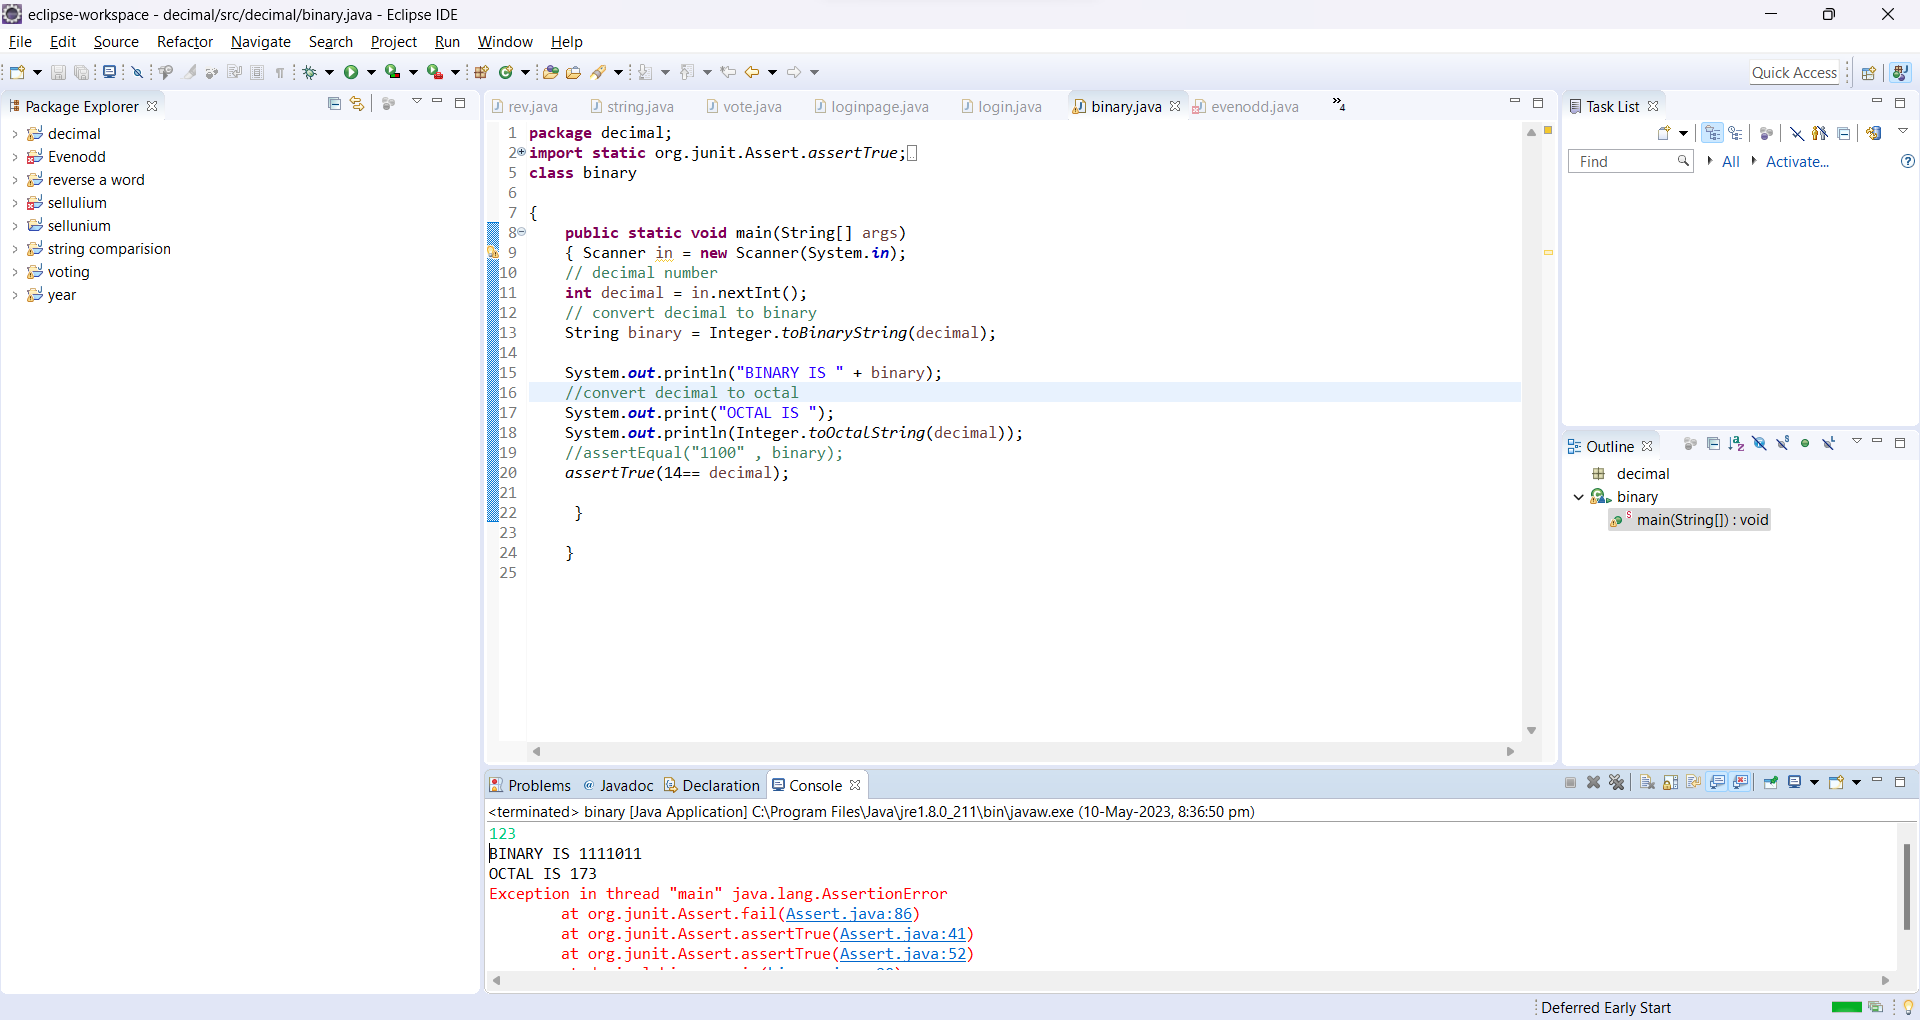 eclipse-workspace - decimal/src/decimal/binary.java - Eclipse IDE
File Edit Source Refactor Navigate Search Project Run Window Help
Quick Access
Package Explorer
decimal
Evenodd
reverse a word
sellulium
sellunium
string comparision
voting
year
rev.java string.java vote.java loginpage.java login.java binary.java evenodd.java »4
1 package decimal;
2 import static org.junit.Assert.assertTrue;
5 class binary
6
7 {
8 public static void main(String[] args)
9 { Scanner in = new Scanner(System.in);
10 // decimal number
11 int decimal = in.nextInt();
12 // convert decimal to binary
13 String binary = Integer.toBinaryString(decimal);
14
15 System.out.println("BINARY IS " + binary);
16 //convert decimal to octal
17 System.out.print("OCTAL IS ");
18 System.out.println(Integer.toOctalString(decimal));
19 //assertEqual("1100" , binary);
20 assertTrue(14== decimal);
21
22 }
23
24 }
25
Task List
Find All Activate...
Outline
decimal
binary
main(String[]) : void
Problems @ Javadoc Declaration Console
<terminated> binary [Java Application] C:\Program Files\Java\jre1.8.0_211\bin\javaw.exe (10-May-2023, 8:36:50 pm)
123
BINARY IS 1111011
OCTAL IS 173
Exception in thread "main" java.lang.AssertionError
at org.junit.Assert.fail(Assert.java:86)
at org.junit.Assert.assertTrue(Assert.java:41)
at org.junit.Assert.assertTrue(Assert.java:52)
Deferred Early Start